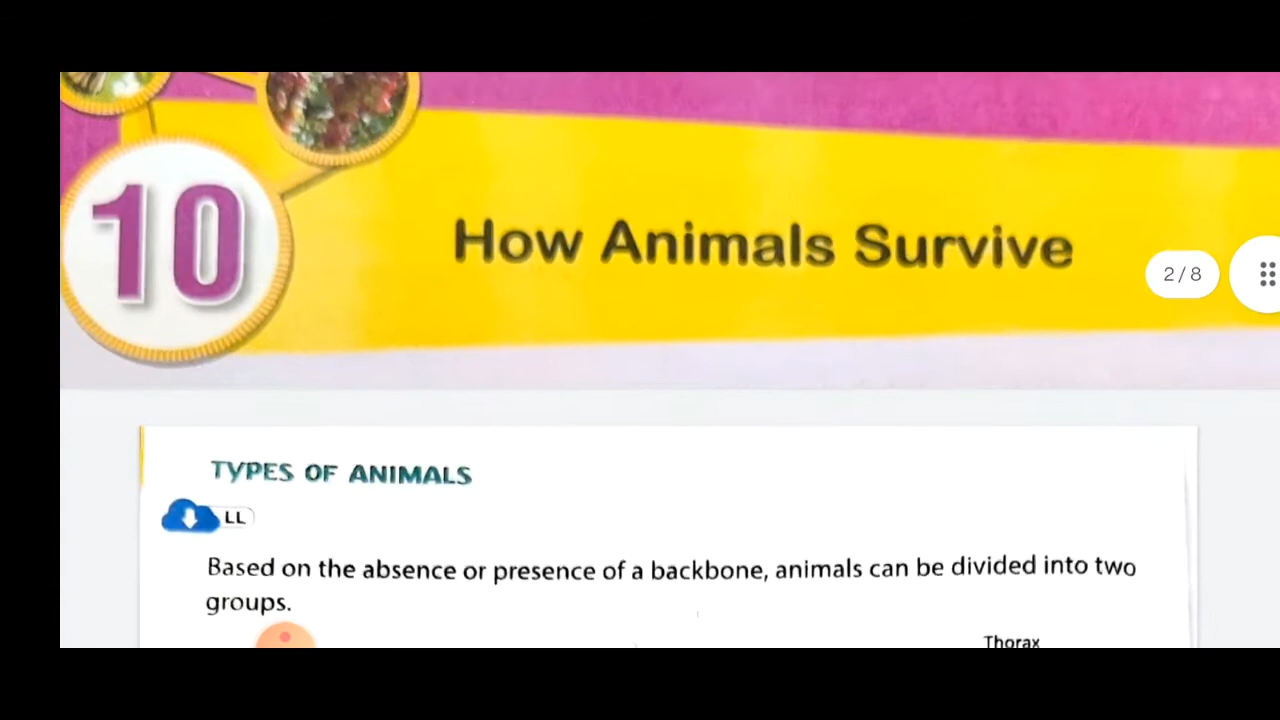 10
How Animals Survive
2/8
TYPES OF ANIMALS
LL
Based on the absence or presence of a backbone, animals can be divided into two
groups.
Thorax